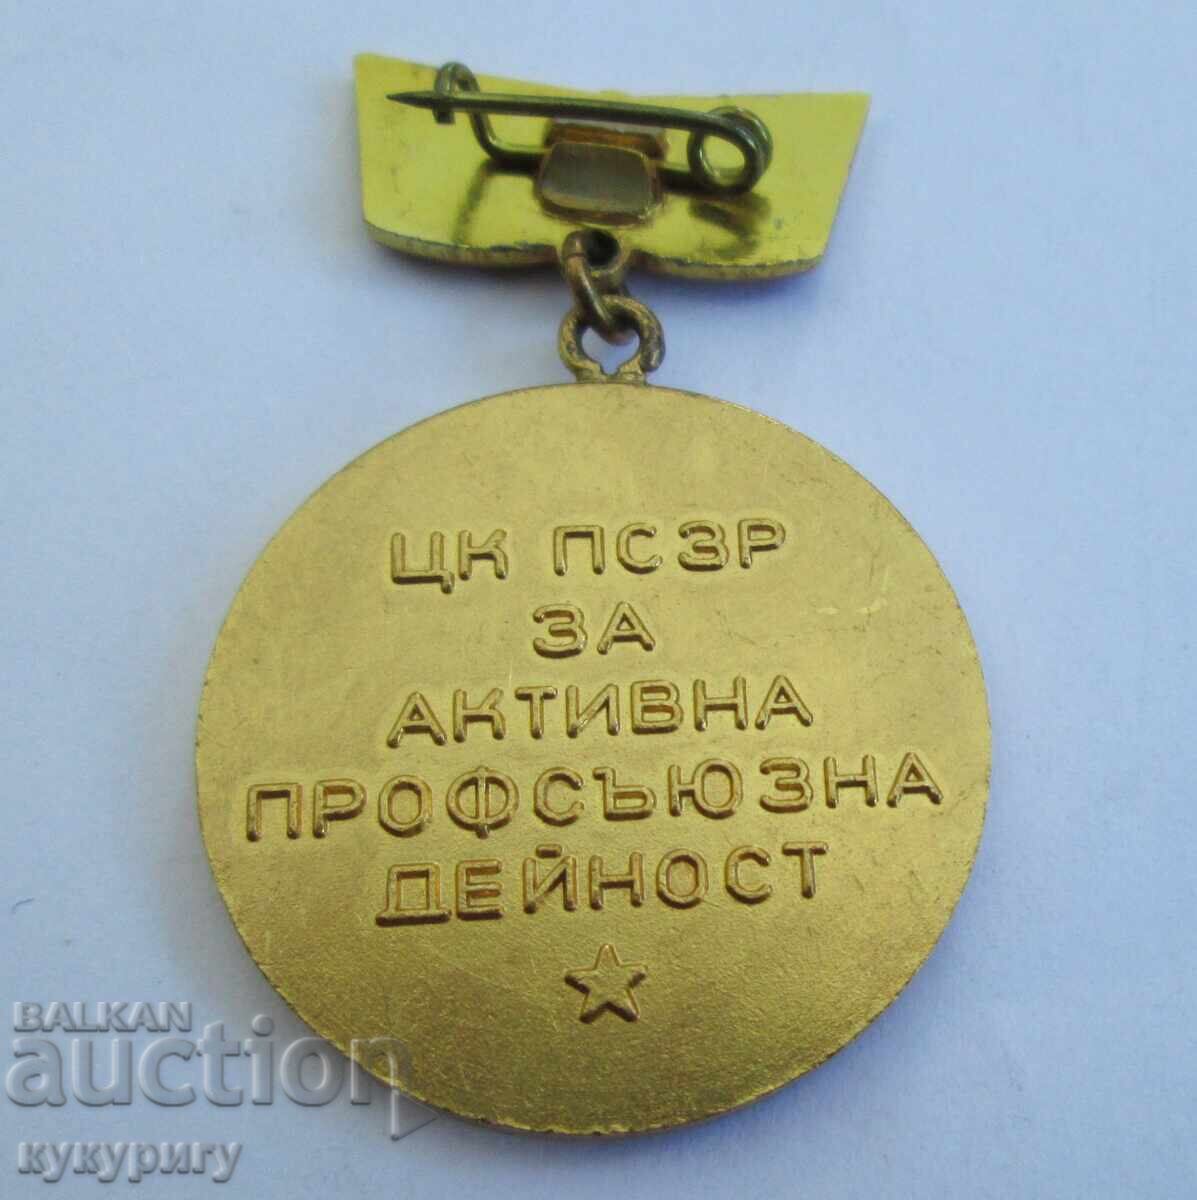 ЦК ПСЗР
ЗА
АКТИВНА
ПРОФСЪЮЗНА
ДЕЙНОСТ
BALKAN
auction
кукуригу